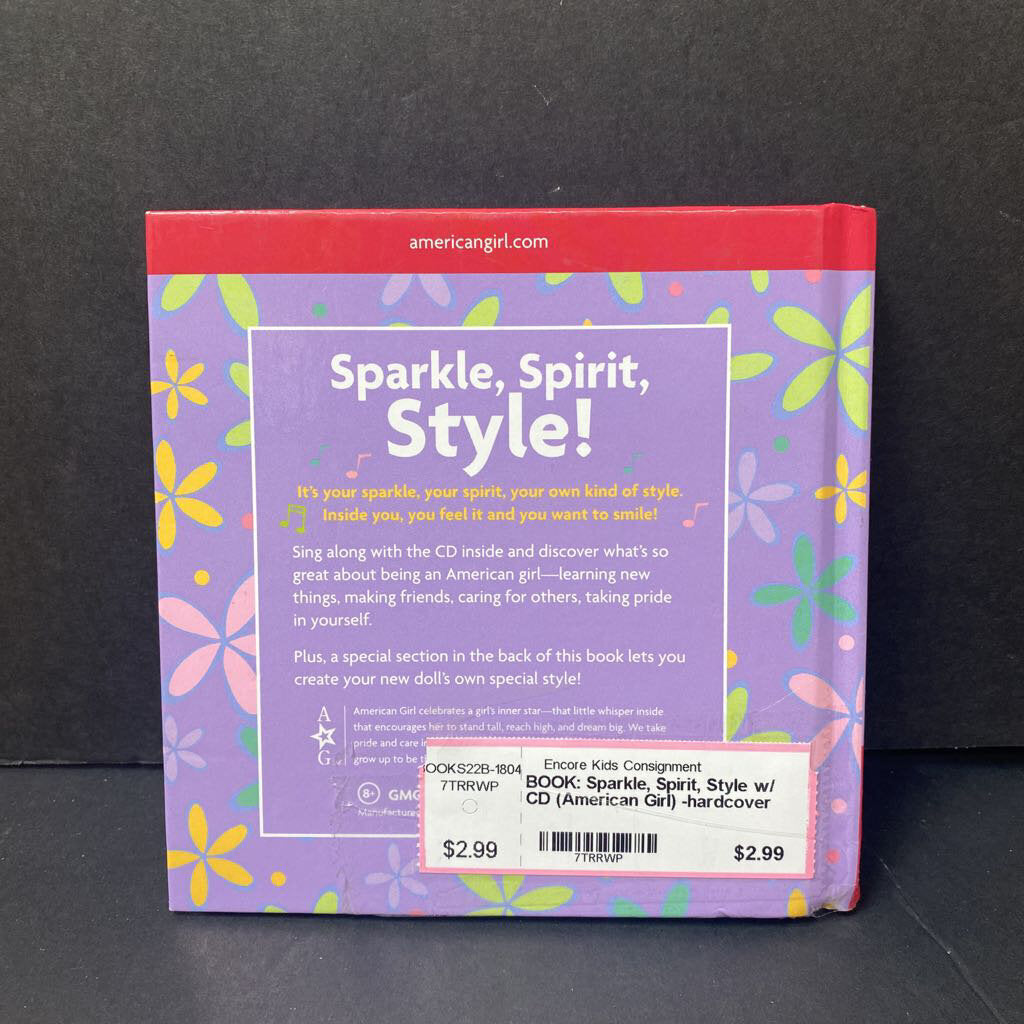 americangirl.com
Sparkle, Spirit,
Style!
It's your sparkle, your spirit, your own kind of style.
Inside you, you feel it and you want to smile!
Sing along with the CD inside and discover what's so
great about being an American girl—learning new
things, making friends, caring for others, taking pride
in yourself.
Plus, a special section in the back of this book lets you
create your new doll's own special style!
A
G
American Girl celebrates a girl's inner star—that little whisper inside
that encourages her to stand tall, reach high, and dream big. We take
pride and care
grow up to be
8+
Manufactured
OOKS22B-1804
7TRRWP
$2.99
Encore Kids Consignment
BOOK: Sparkle, Spirit, Style w/
CD (American Girl) -hardcover
7TRRWP
$2.99